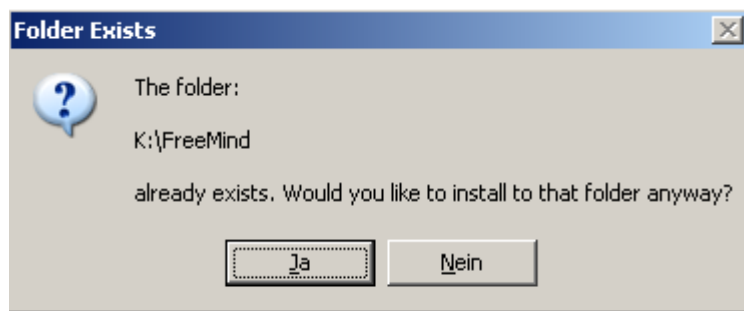 Folder Exists
The folder:
K:\FreeMind
already exists. Would you like to install to that folder anyway?
Ja
Nein